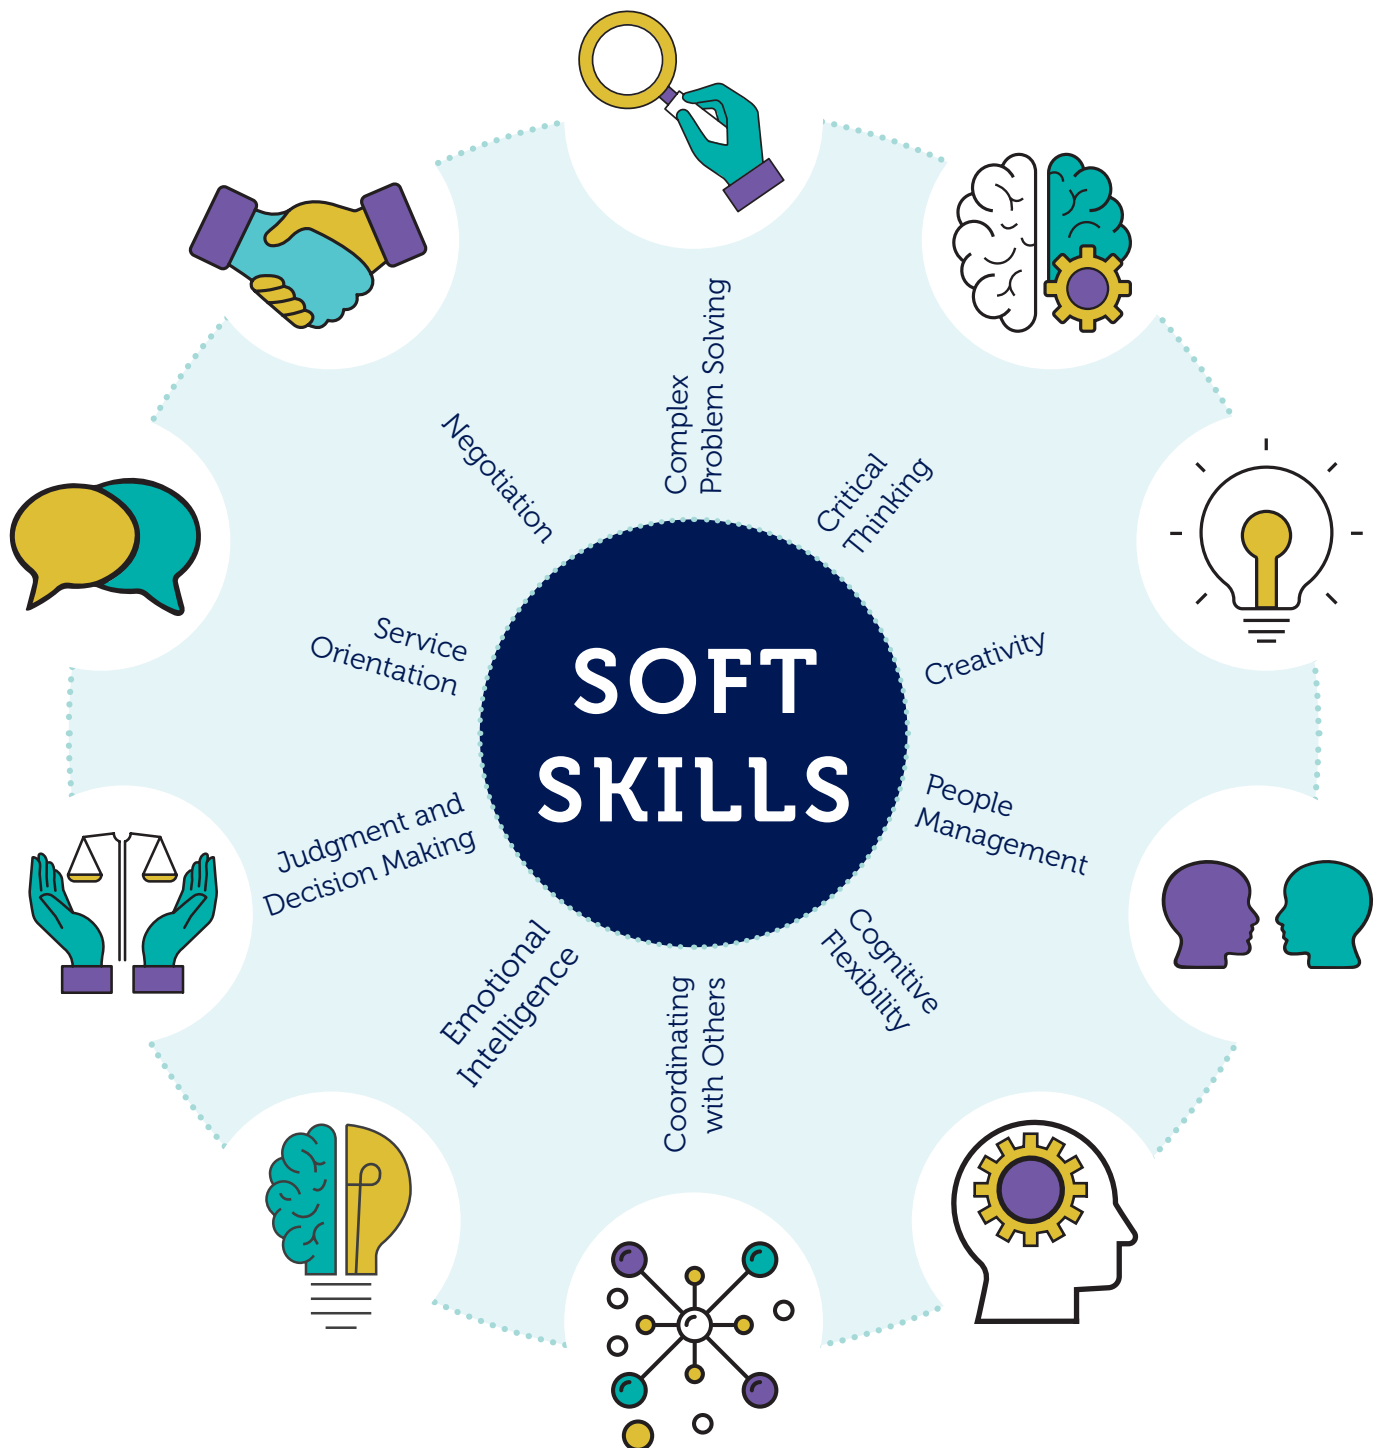 SOFT
SKILLS
Complex
Problem Solving
Critical
Thinking
Creativity
People
Management
Cognitive
Flexibility
Coordinating
with Others
Emotional
Intelligence
Judgment and
Decision Making
Service
Orientation
Negotiation